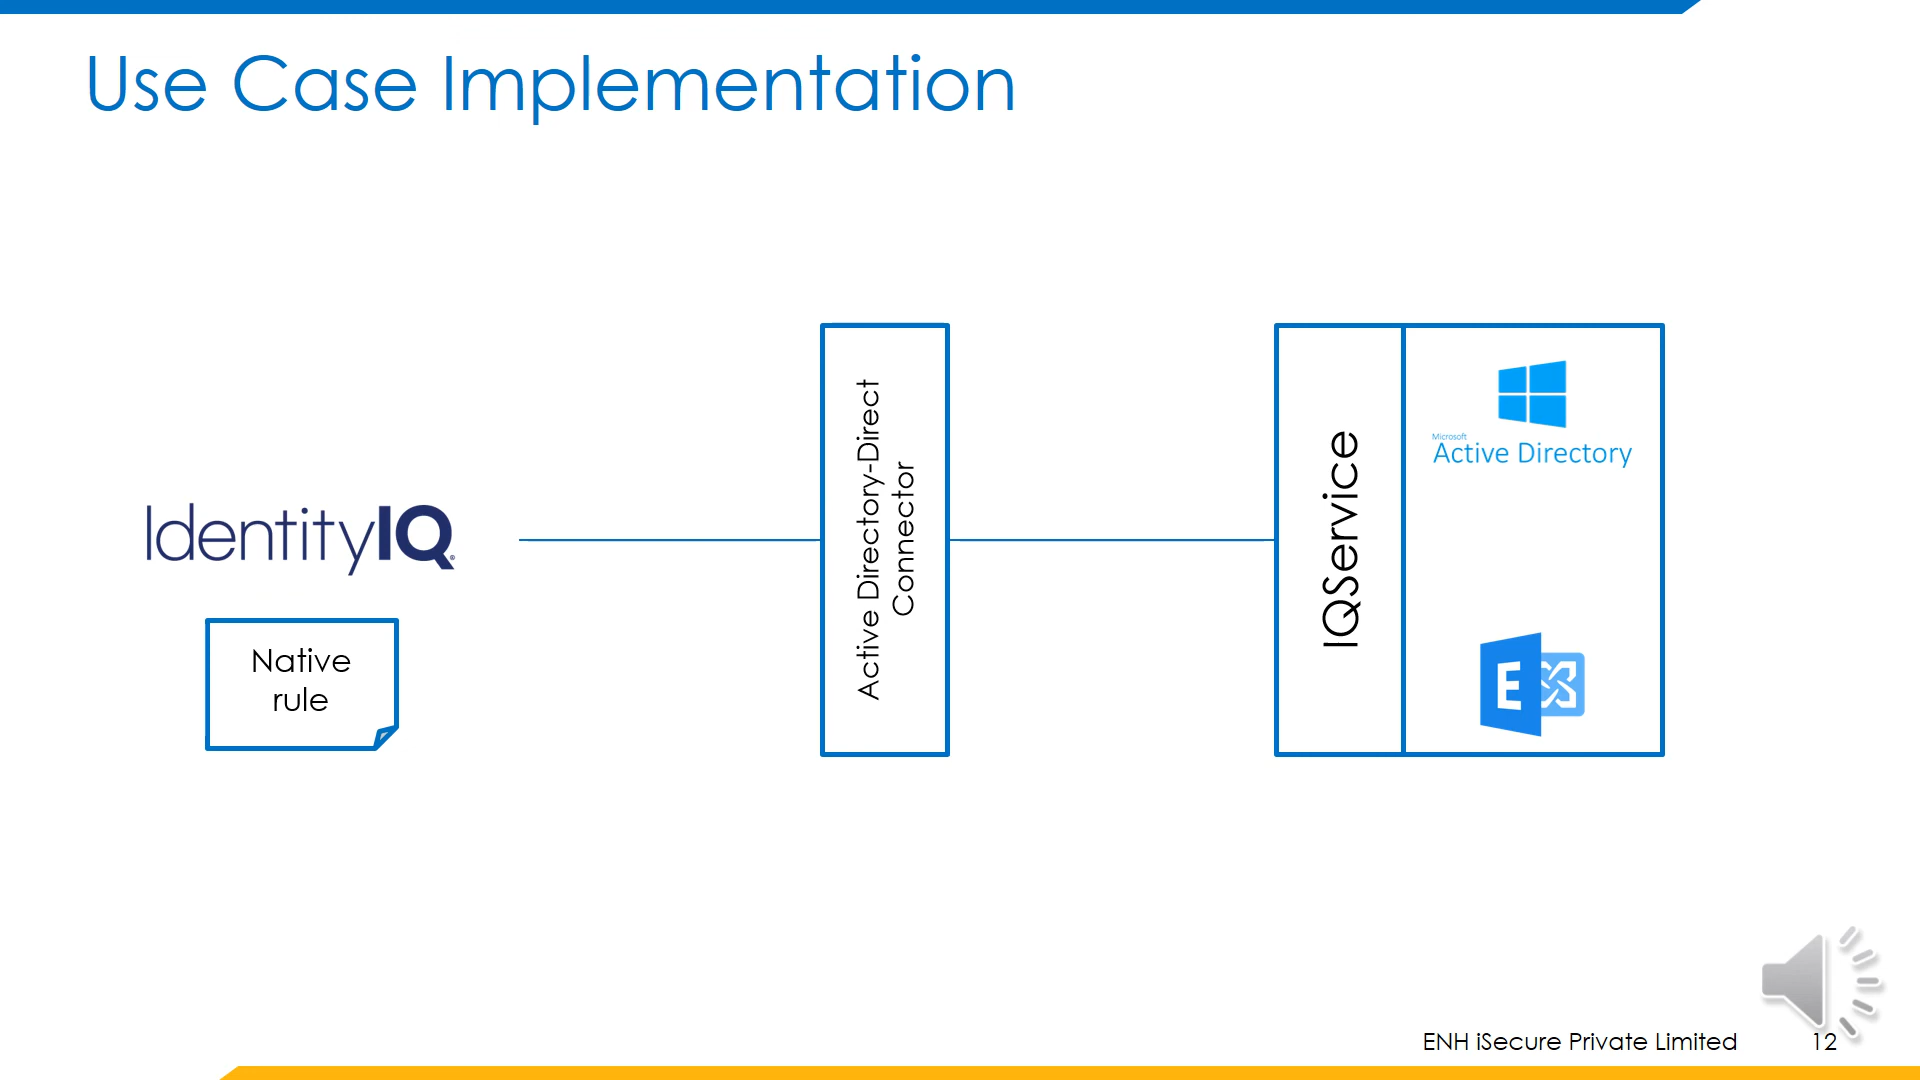 Use Case Implementation
IdentityIQ
Native
rule
Active Directory-Direct
Connector
IQService
Microsoft
Active Directory
E
ENH iSecure Private Limited
12